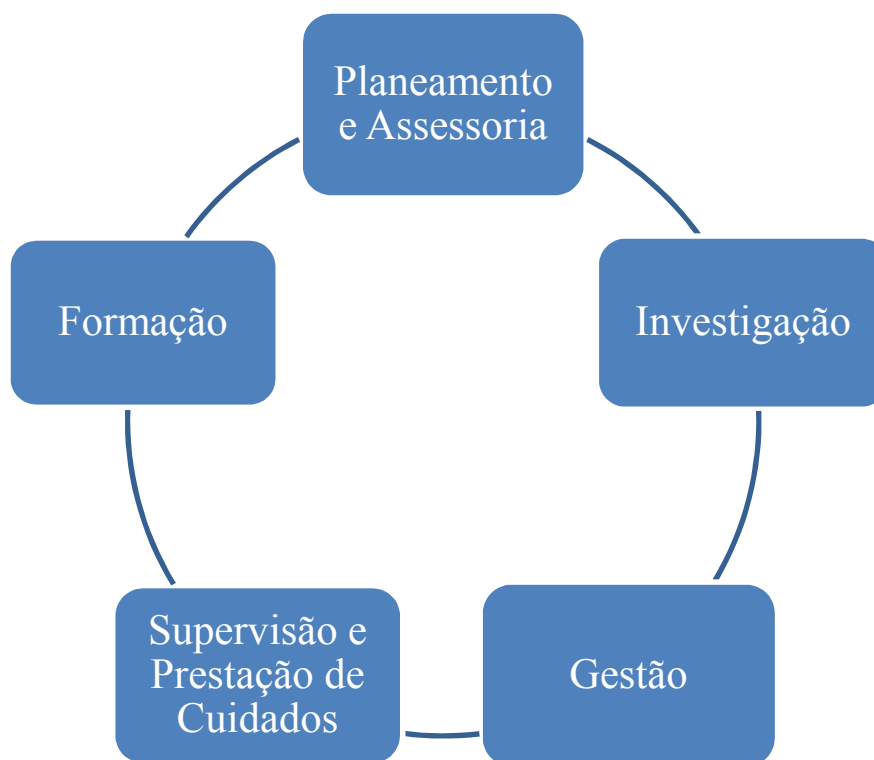 Planeamento
e Assessoria
Formação
Investigação
Supervisão e
Prestação de
Cuidados
Gestão